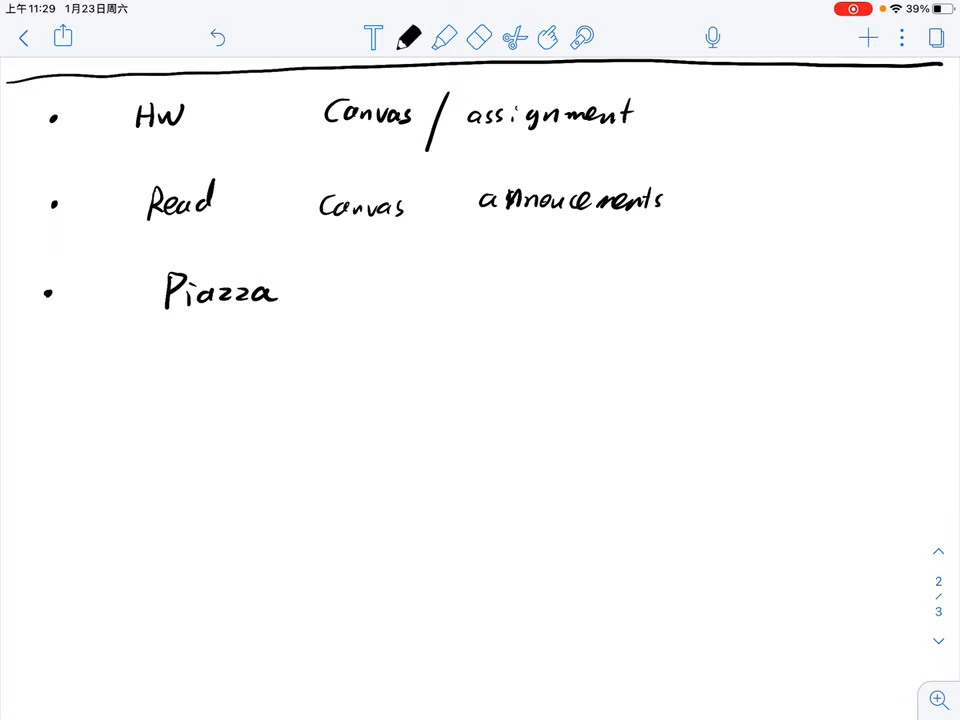 上午11:29 1月23日周六 39%
• HW Canvas / assignment
• Read Canvas annoucements
• Piazza
2
/
3